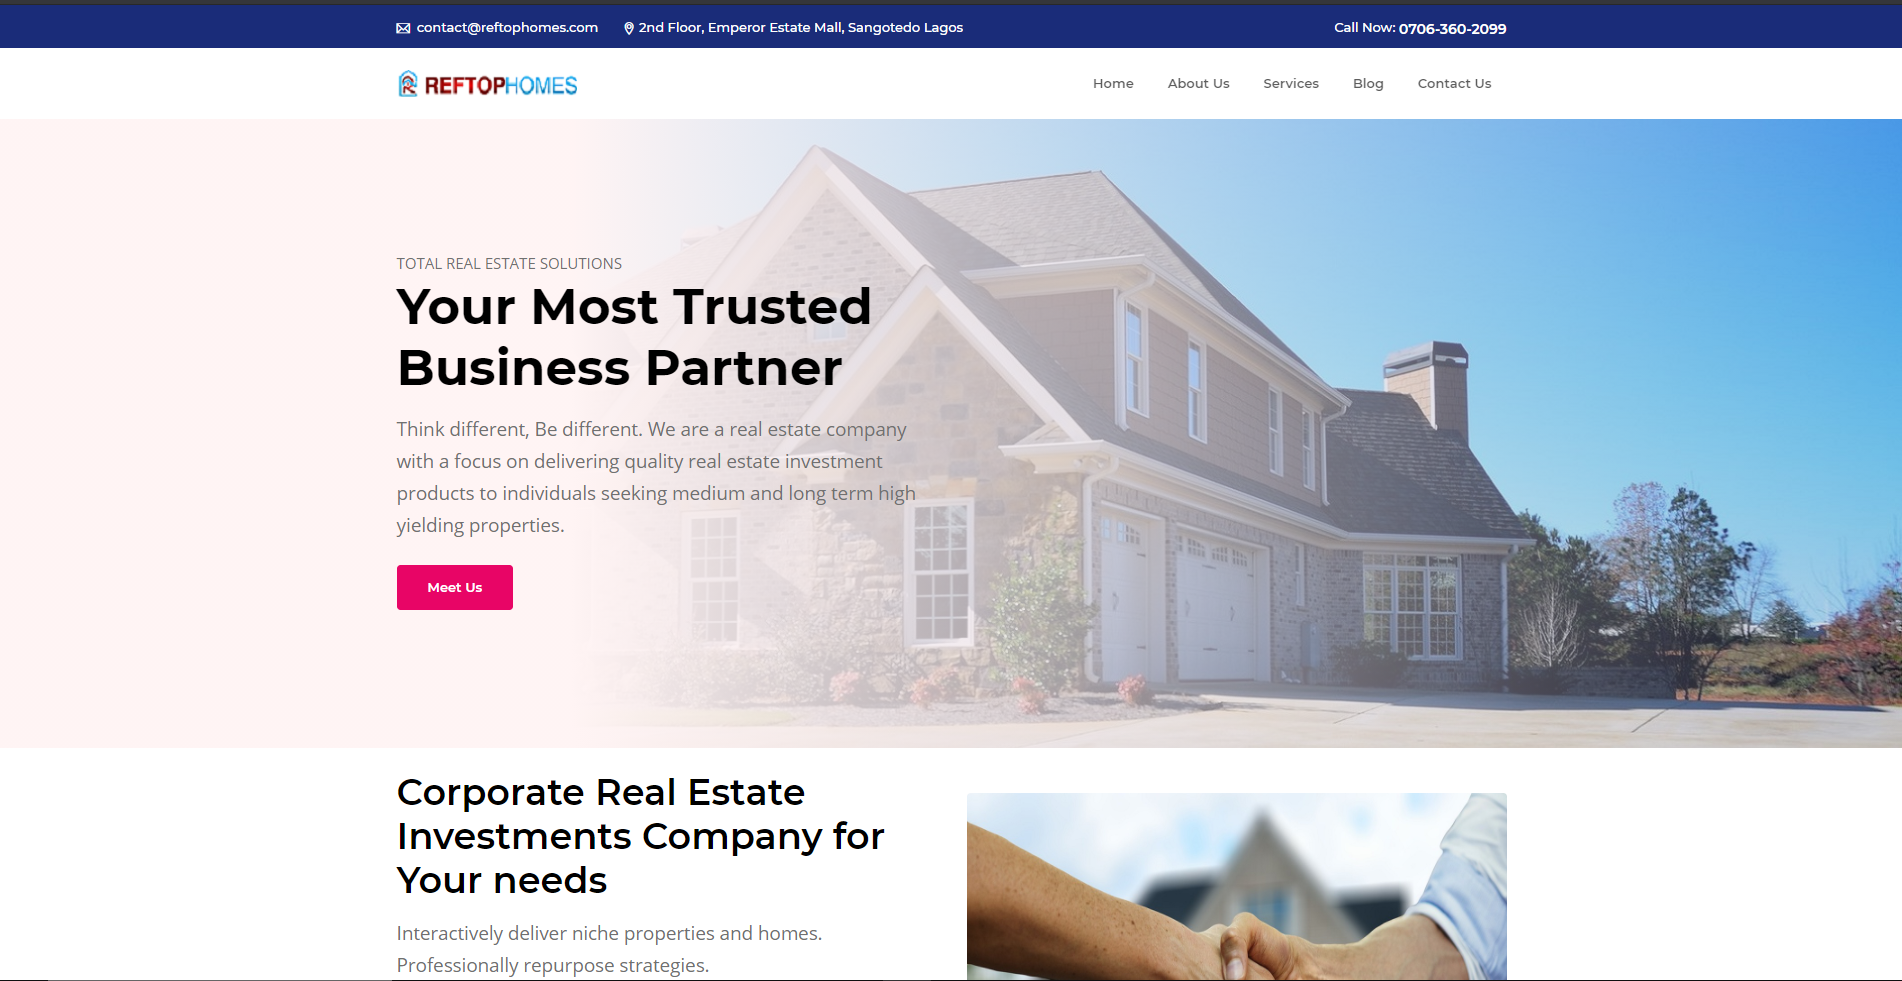 contact@reftophomes.com
2nd Floor, Emperor Estate Mall, Sangotedo Lagos
Call Now: 0706-360-2099
REFTOPHOMES
Home
About Us
Services
Blog
Contact Us
TOTAL REAL ESTATE SOLUTIONS
Your Most Trusted
Business Partner
Think different, Be different. We are a real estate company
with a focus on delivering quality real estate investment
products to individuals seeking medium and long term high
yielding properties.
Meet Us
Corporate Real Estate
Investments Company for
Your needs
Interactively deliver niche properties and homes.
Professionally repurpose strategies.